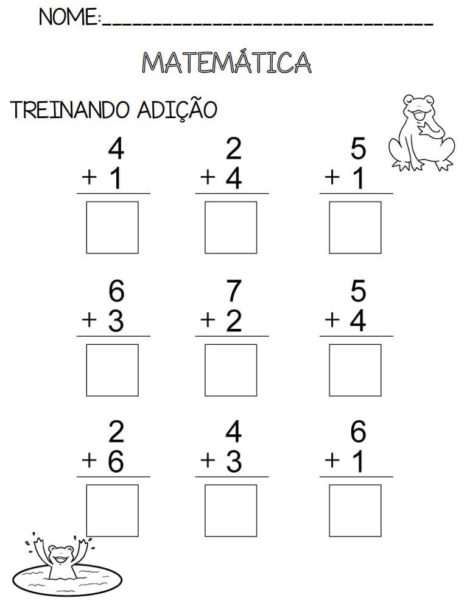 NOME:_________________________________
MATEMÁTICA
TREINANDO ADIÇÃO
4 2 5
+ 1 + 4 + 1
6 7 5
+ 3 + 2 + 4
2 4 6
+ 6 + 3 + 1